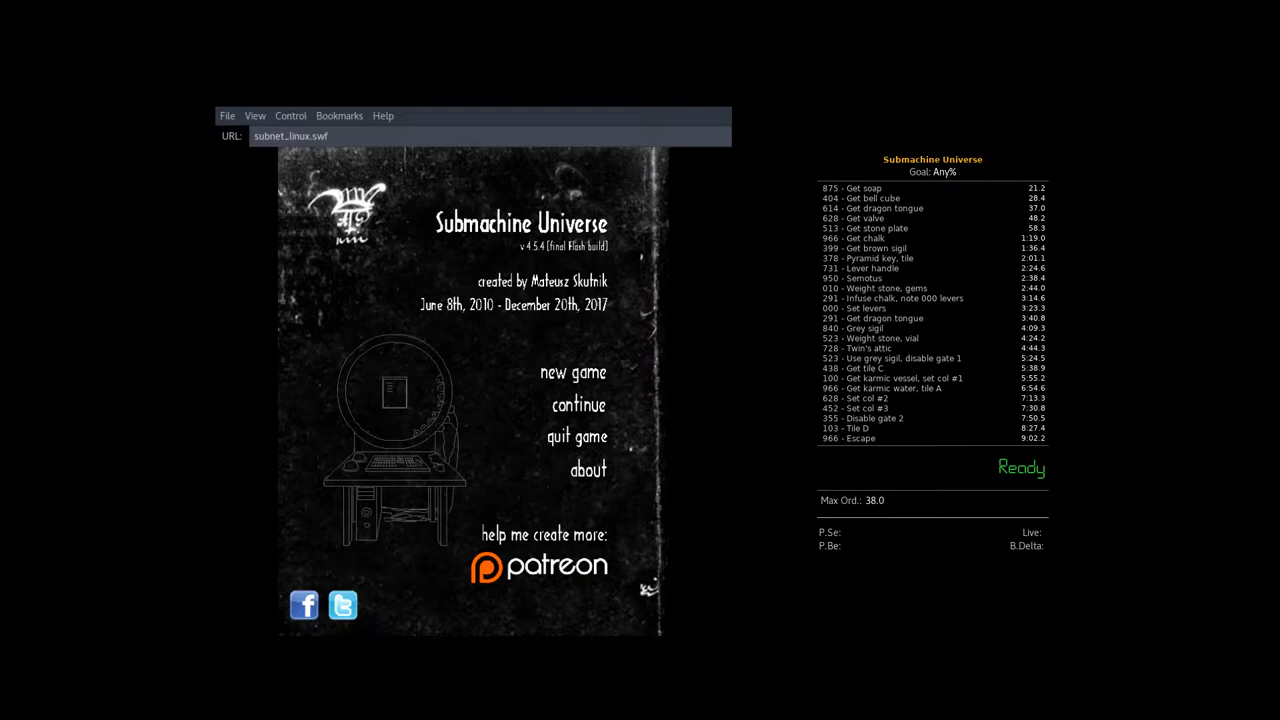 File View Control Bookmarks Help
URL: subnet_linux.swf
Submachine Universe
v 4.5.4 [final Flash build]
created by Mateusz Skutnik
June 8th, 2010 - December 20th, 2017
new game
continue
quit game
about
help me create more:
patreon
Submachine Universe
Goal: Any%
875 - Get soap 21.2
404 - Get bell cube 28.4
614 - Get dragon tongue 37.0
628 - Get valve 48.2
513 - Get stone plate 58.3
966 - Get chalk 1:19.0
399 - Get brown sigil 1:36.4
378 - Pyramid key, tile 2:01.1
731 - Lever handle 2:24.6
950 - Semotus 2:38.4
010 - Weight stone, gems 2:44.0
291 - Infuse chalk, note 000 levers 3:14.6
000 - Set levers 3:23.3
291 - Get dragon tongue 3:40.8
840 - Grey sigil 4:09.3
523 - Weight stone, vial 4:24.2
728 - Twin's attic 4:44.3
523 - Use grey sigil, disable gate 1 5:24.5
438 - Get tile C 5:38.9
100 - Get karmic vessel, set col #1 5:55.2
966 - Get karmic water, tile A 6:54.6
628 - Set col #2 7:13.3
452 - Set col #3 7:30.8
355 - Disable gate 2 7:50.5
103 - Tile D 8:27.4
966 - Escape 9:02.2
Ready
Max Ord.: 38.0
P.Se: Live:
P.Be: B.Delta: